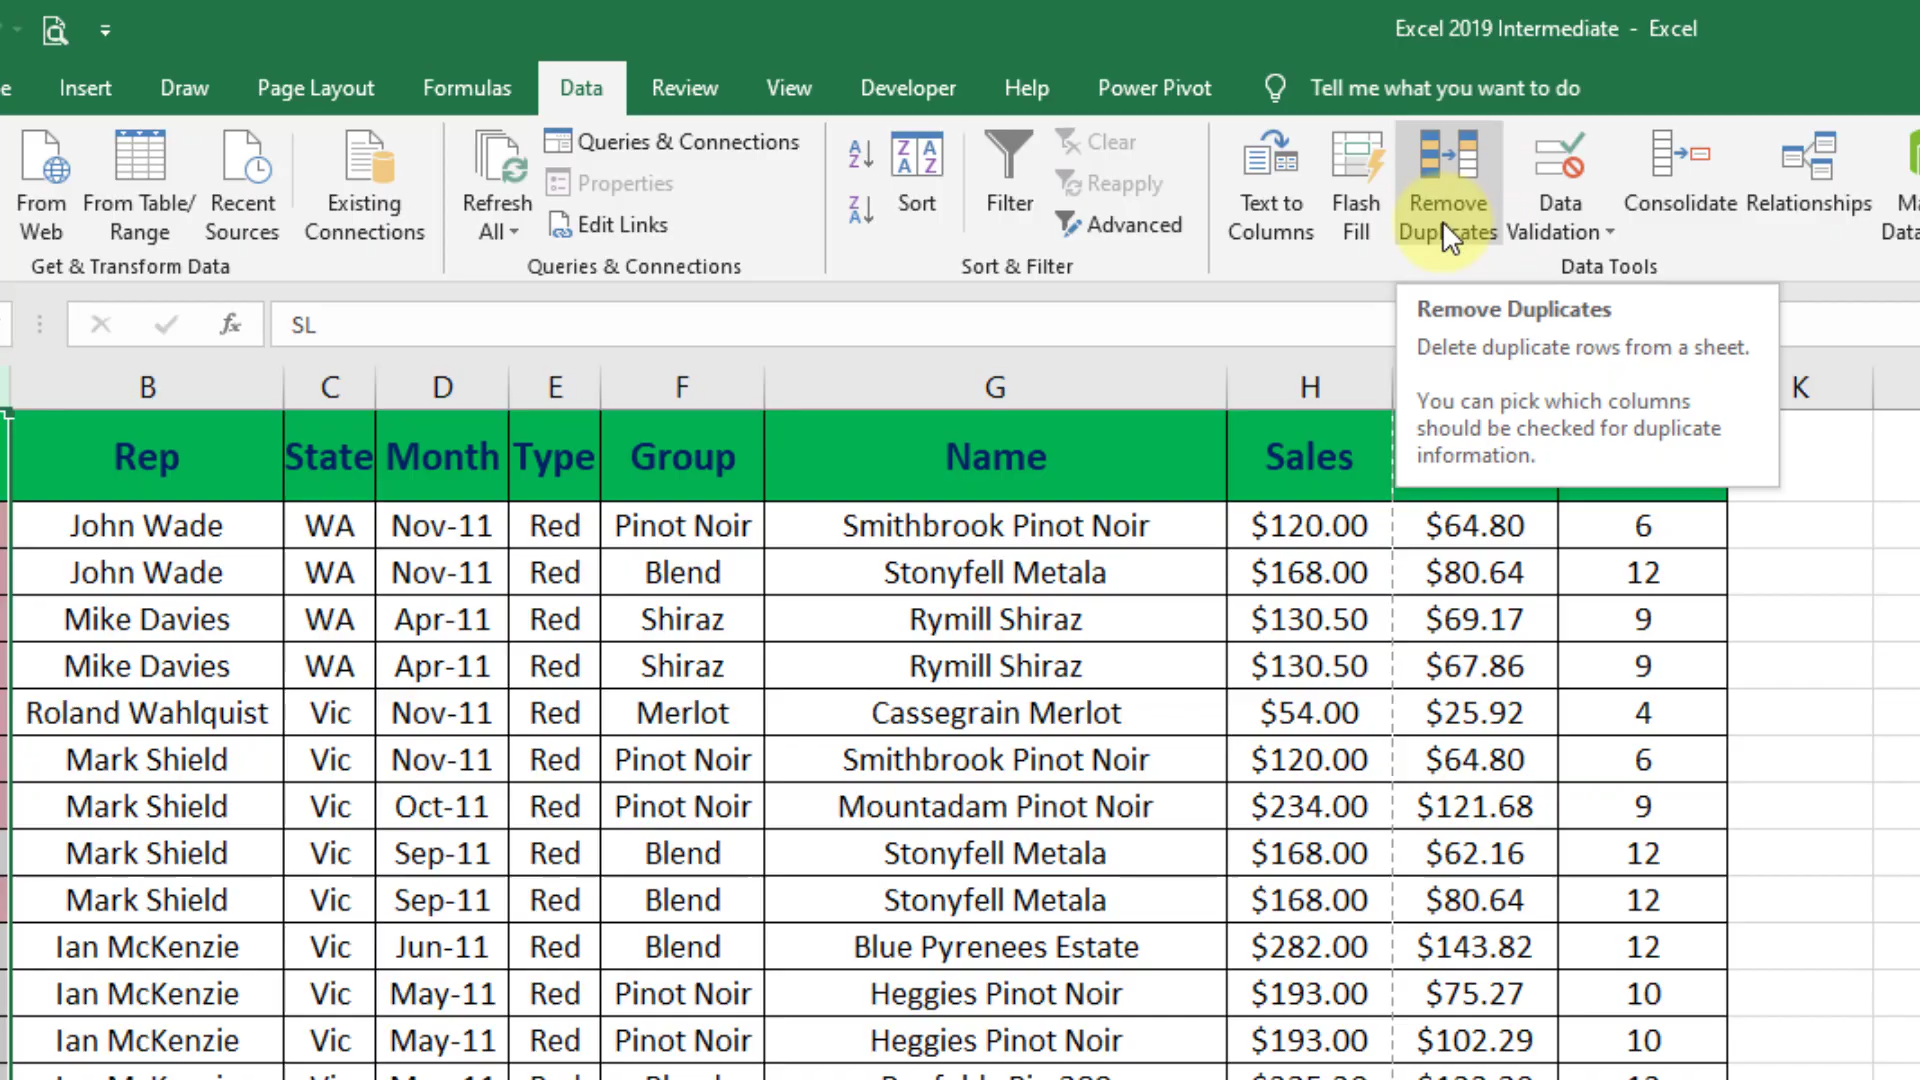 Excel 2019 Intermediate - Excel
e Insert Draw Page Layout Formulas Data Review View Developer Help Power Pivot Tell me what you want to do
From Web
From Table/ Range
Recent Sources
Existing Connections
Get & Transform Data
Refresh All
Queries & Connections
Properties
Edit Links
Queries & Connections
Sort
Filter
Clear
Reapply
Advanced
Sort & Filter
Text to Columns
Flash Fill
Remove Duplicates
Data Validation
Consolidate
Relationships
Ma
Data
Data Tools
fx SL
Remove Duplicates
Delete duplicate rows from a sheet.
You can pick which columns
should be checked for duplicate
information.
B C D E F G H K
Rep State Month Type Group Name Sales
John Wade WA Nov-11 Red Pinot Noir Smithbrook Pinot Noir $120.00 $64.80 6
John Wade WA Nov-11 Red Blend Stonyfell Metala $168.00 $80.64 12
Mike Davies WA Apr-11 Red Shiraz Rymill Shiraz $130.50 $69.17 9
Mike Davies WA Apr-11 Red Shiraz Rymill Shiraz $130.50 $67.86 9
Roland Wahlquist Vic Nov-11 Red Merlot Cassegrain Merlot $54.00 $25.92 4
Mark Shield Vic Nov-11 Red Pinot Noir Smithbrook Pinot Noir $120.00 $64.80 6
Mark Shield Vic Oct-11 Red Pinot Noir Mountadam Pinot Noir $234.00 $121.68 9
Mark Shield Vic Sep-11 Red Blend Stonyfell Metala $168.00 $62.16 12
Mark Shield Vic Sep-11 Red Blend Stonyfell Metala $168.00 $80.64 12
Ian McKenzie Vic Jun-11 Red Blend Blue Pyrenees Estate $282.00 $143.82 12
Ian McKenzie Vic May-11 Red Pinot Noir Heggies Pinot Noir $193.00 $75.27 10
Ian McKenzie Vic May-11 Red Pinot Noir Heggies Pinot Noir $193.00 $102.29 10